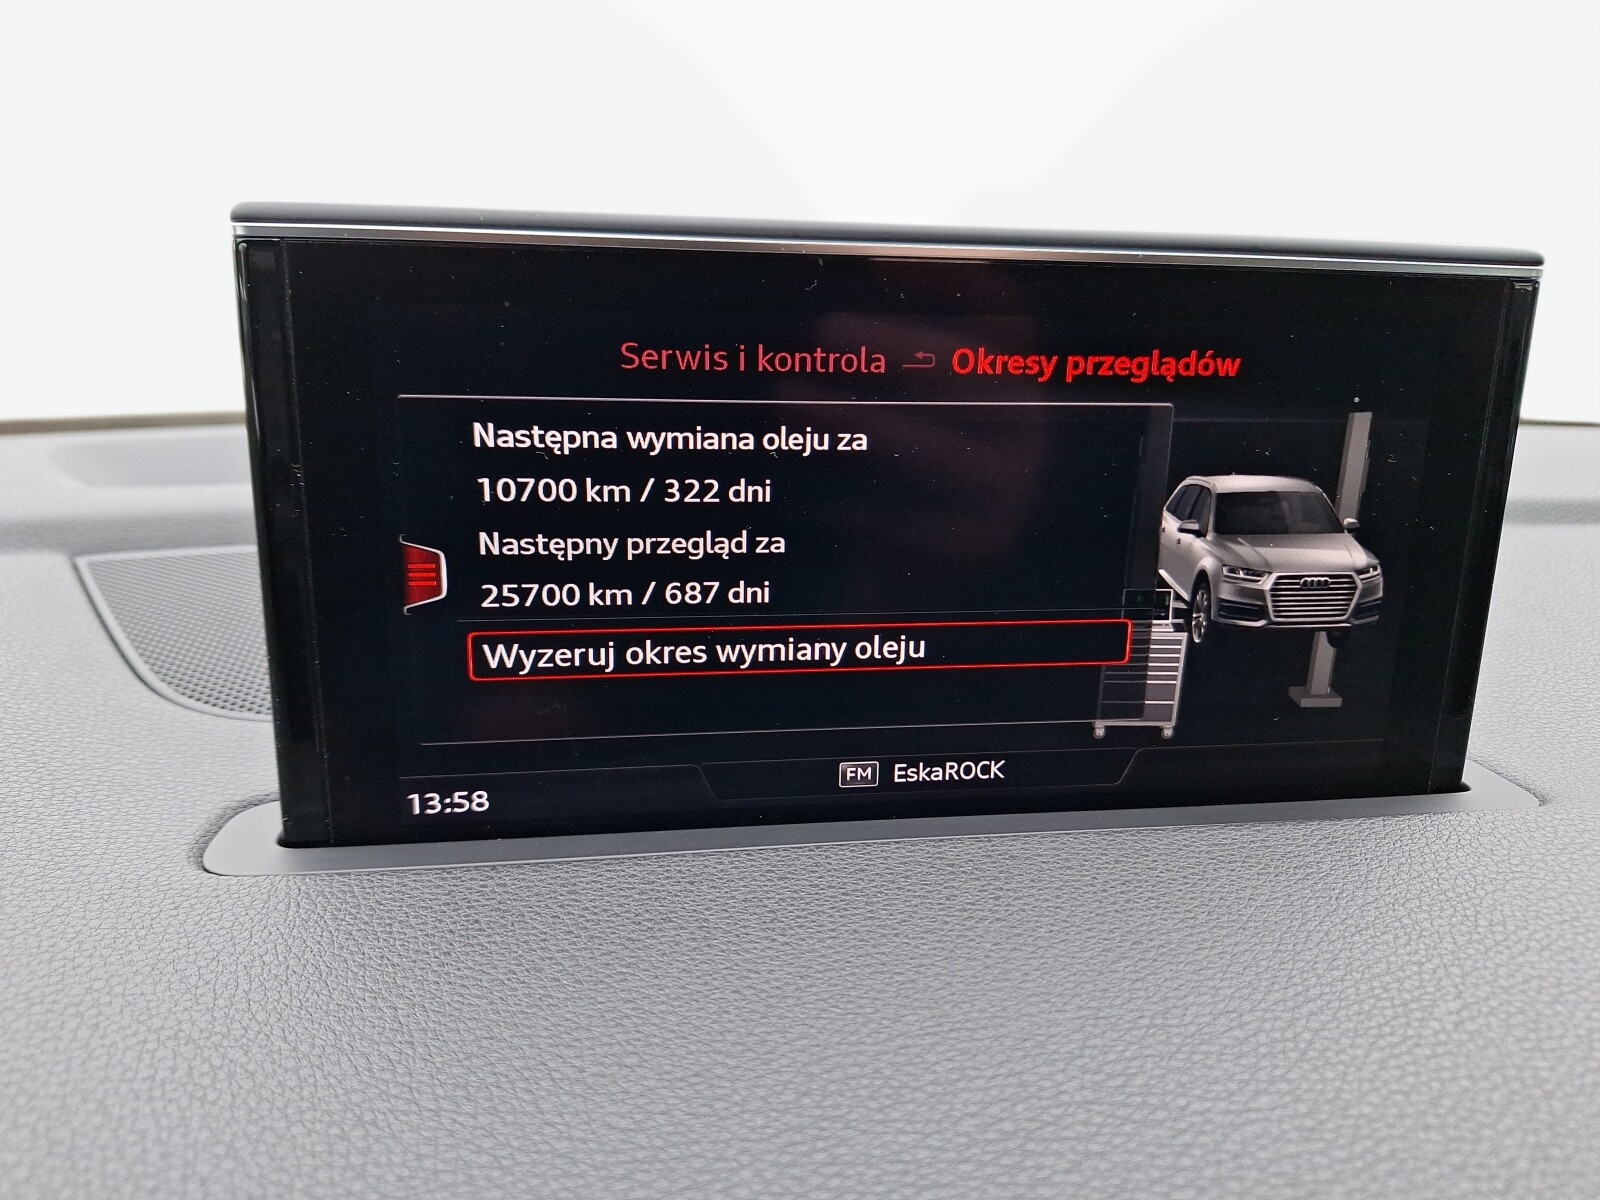 Serwis i kontrola Okresy przeglądów
Następna wymiana oleju za
10700 km / 322 dni
Następny przegląd za
25700 km / 687 dni
Wyzeruj okres wymiany oleju
FM EskaROCK
13:58